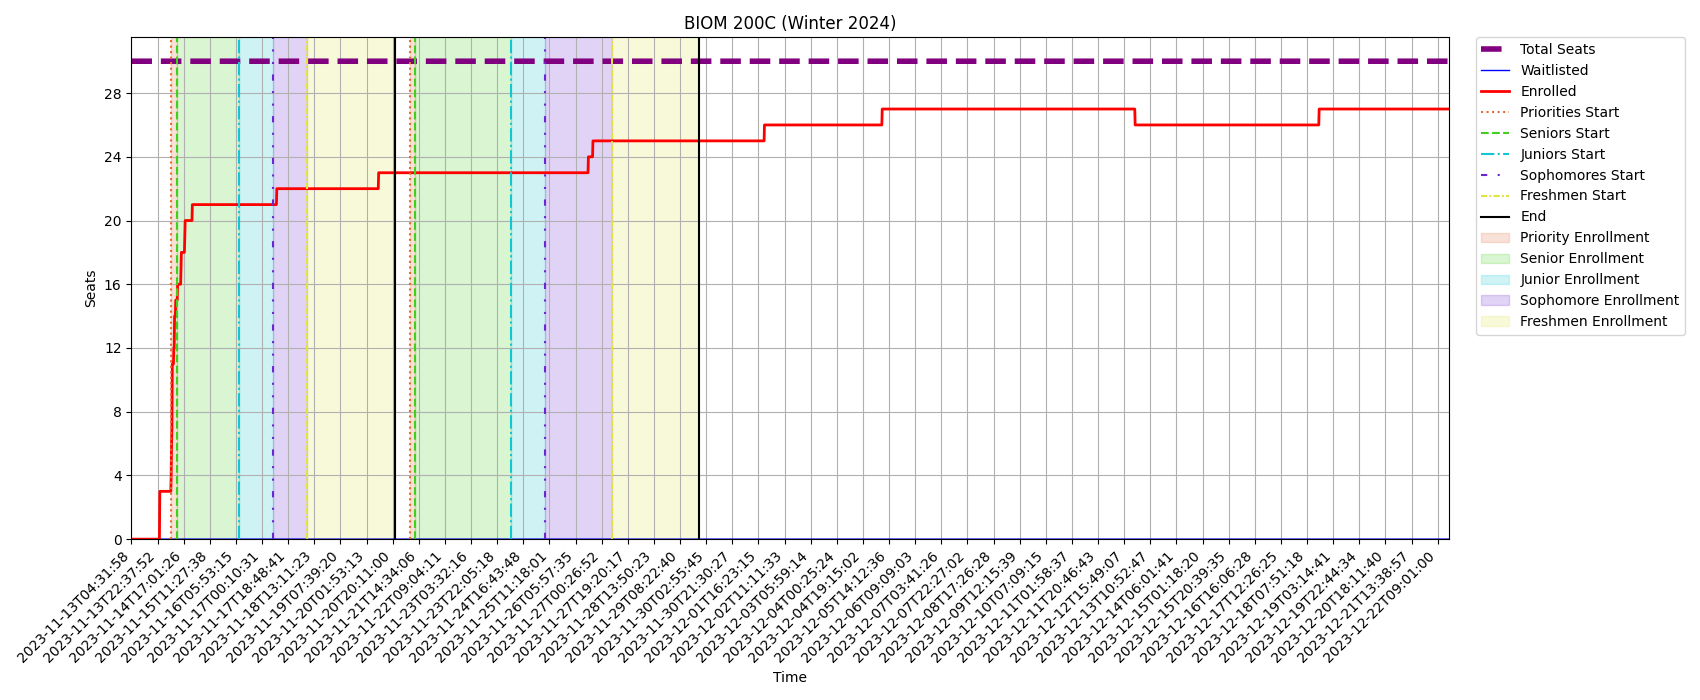 BIOM 200C (Winter 2024)
Seats
28
24
20
16
12
8
4
0
2023-11-13T04:31:58
2023-11-13T22:37:52
2023-11-14T17:01:26
2023-11-15T11:27:38
2023-11-16T05:53:15
2023-11-17T00:10:31
2023-11-17T18:48:41
2023-11-18T13:11:23
2023-11-19T07:39:20
2023-11-20T01:53:13
2023-11-20T20:11:00
2023-11-21T14:34:06
2023-11-22T09:04:11
2023-11-23T03:32:16
2023-11-23T22:05:18
2023-11-24T16:43:48
2023-11-25T11:18:01
2023-11-26T05:57:35
2023-11-27T00:26:52
2023-11-27T19:20:17
2023-11-28T13:50:23
2023-11-29T08:22:40
2023-11-30T02:55:45
2023-11-30T21:30:27
2023-12-01T16:23:15
2023-12-02T11:11:33
2023-12-03T05:59:14
2023-12-04T00:25:24
2023-12-04T19:15:02
2023-12-05T14:12:36
2023-12-06T09:09:03
2023-12-07T03:41:26
2023-12-07T22:27:02
2023-12-08T17:26:28
2023-12-09T12:15:39
2023-12-10T07:09:15
2023-12-11T01:58:37
2023-12-11T20:46:43
2023-12-12T15:49:07
2023-12-13T10:52:47
2023-12-14T06:01:41
2023-12-15T01:18:20
2023-12-15T20:39:35
2023-12-16T16:06:28
2023-12-17T12:26:25
2023-12-18T07:51:18
2023-12-19T03:14:41
2023-12-19T22:44:34
2023-12-20T18:11:40
2023-12-21T13:38:57
2023-12-22T09:01:00
Time
Total Seats
Waitlisted
Enrolled
Priorities Start
Seniors Start
Juniors Start
Sophomores Start
Freshmen Start
End
Priority Enrollment
Senior Enrollment
Junior Enrollment
Sophomore Enrollment
Freshmen Enrollment